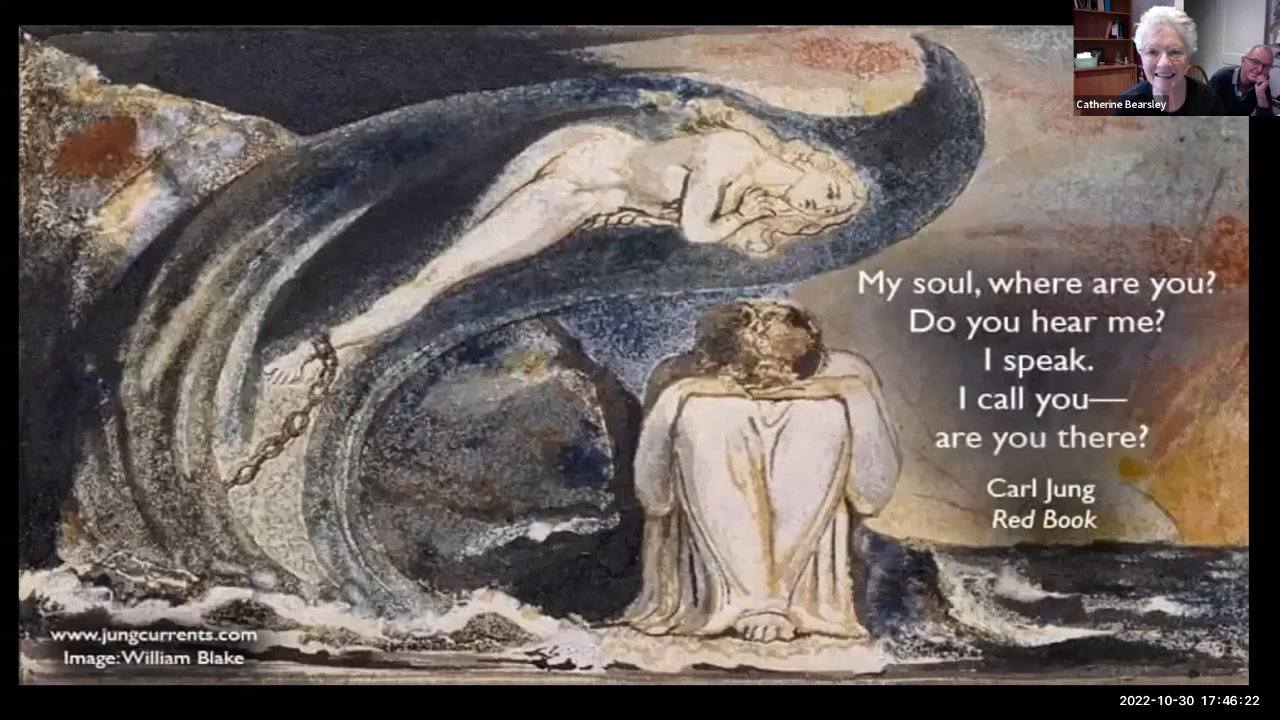 Catherine Bearsley
My soul, where are you?
Do you hear me?
I speak.
I call you—
are you there?
Carl Jung
Red Book
www.jungcurrents.com
Image:William Blake
2022-10-30 17:46:22